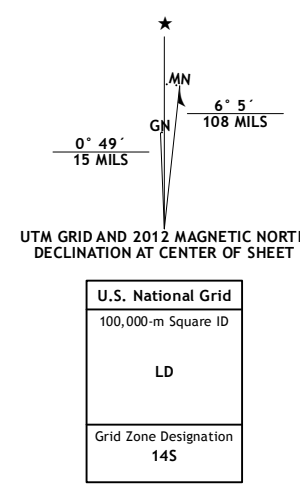 ★
MN
GN
6° 5´
108 MILS
0° 49´
15 MILS
UTM GRID AND 2012 MAGNETIC NORT
DECLINATION AT CENTER OF SHEET
U.S. National Grid
100,000-m Square ID
LD
Grid Zone Designation
14S